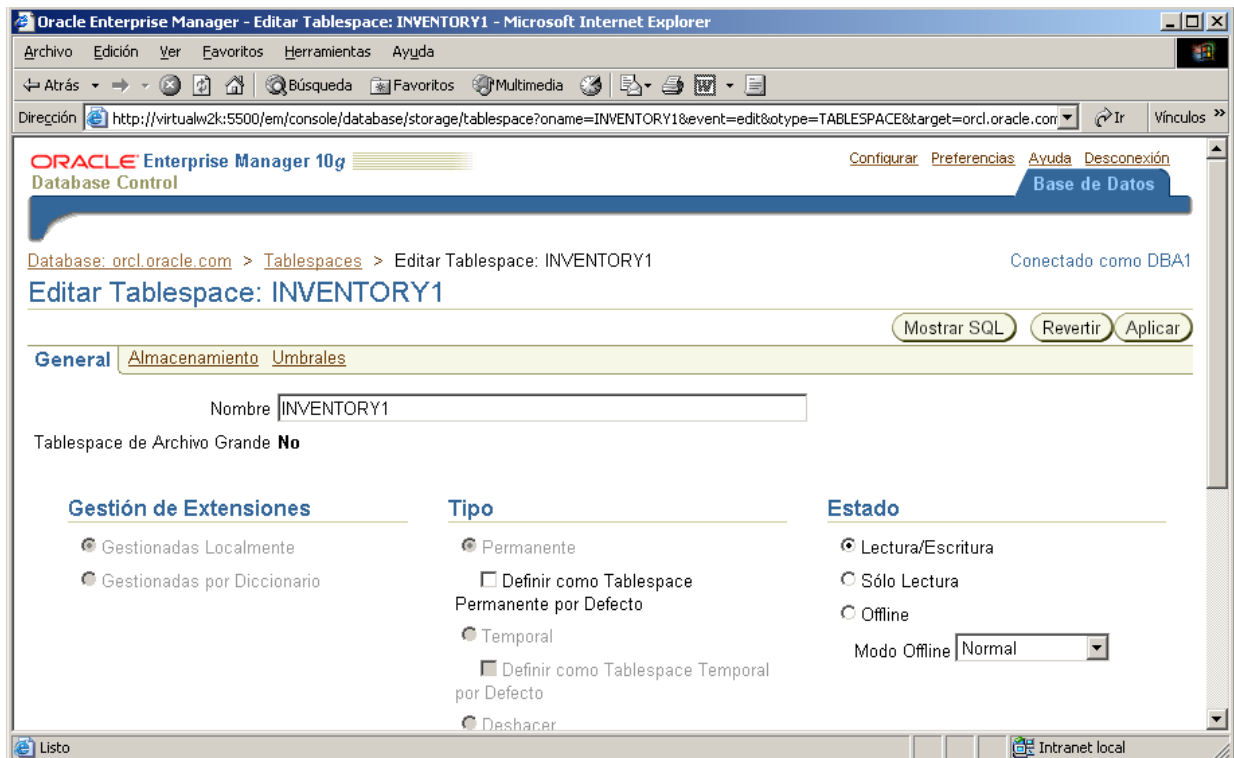 Oracle Enterprise Manager - Editar Tablespace: INVENTORY1 - Microsoft Internet Explorer
Archivo Edición Ver Favoritos Herramientas Ayuda
Atrás Búsqueda Favoritos Multimedia
Dirección http://virtualw2k:5500/em/console/database/storage/tablespace?oname=INVENTORY1&event=edit&otype=TABLESPACE&target=orcl.oracle.com Ir Vínculos »
ORACLE Enterprise Manager 10g
Database Control
Configurar Preferencias Ayuda Desconexión
Base de Datos
Database: orcl.oracle.com > Tablespaces > Editar Tablespace: INVENTORY1
Conectado como DBA1
Editar Tablespace: INVENTORY1
Mostrar SQL Revertir Aplicar
General Almacenamiento Umbrales
Nombre INVENTORY1
Tablespace de Archivo Grande No
Gestión de Extensiones
Gestionadas Localmente
Gestionadas por Diccionario
Tipo
Permanente
Definir como Tablespace
Permanente por Defecto
Temporal
Definir como Tablespace Temporal
por Defecto
Deshacer
Estado
Lectura/Escritura
Sólo Lectura
Offline
Modo Offline Normal
Listo
Intranet local